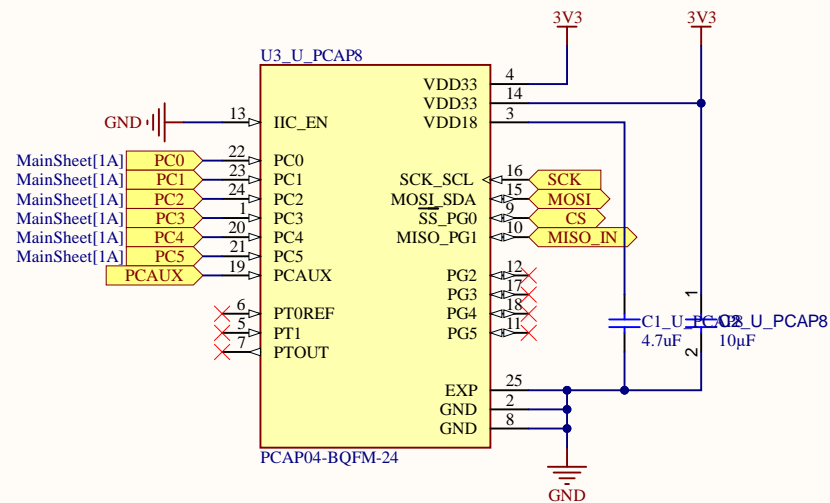 3V3 3V3
U3_U_PCAP8
4 VDD33
14 VDD33
GND 13 IIC_EN 3 VDD18
MainSheet[1A] PC0 22 PC0
MainSheet[1A] PC1 23 PC1 SCK_SCL 16 SCK
MainSheet[1A] PC2 24 PC2 MOSI_SDA 15 MOSI
MainSheet[1A] PC3 1 PC3 SS_PG0 9 CS
MainSheet[1A] PC4 20 PC4 MISO_PG1 10 MISO_IN
MainSheet[1A] PC5 21 PC5
PCAUX 19 PCAUX PG2 12
PG3 17 1
6 PT0REF PG4 18
5 PT1 PG5 11 C1_U_PCAP8 C2_U_PCAP8
7 PTOUT 4.7uF 2 10µF
EXP 25
GND 2
GND 8
PCAP04-BQFM-24
GND